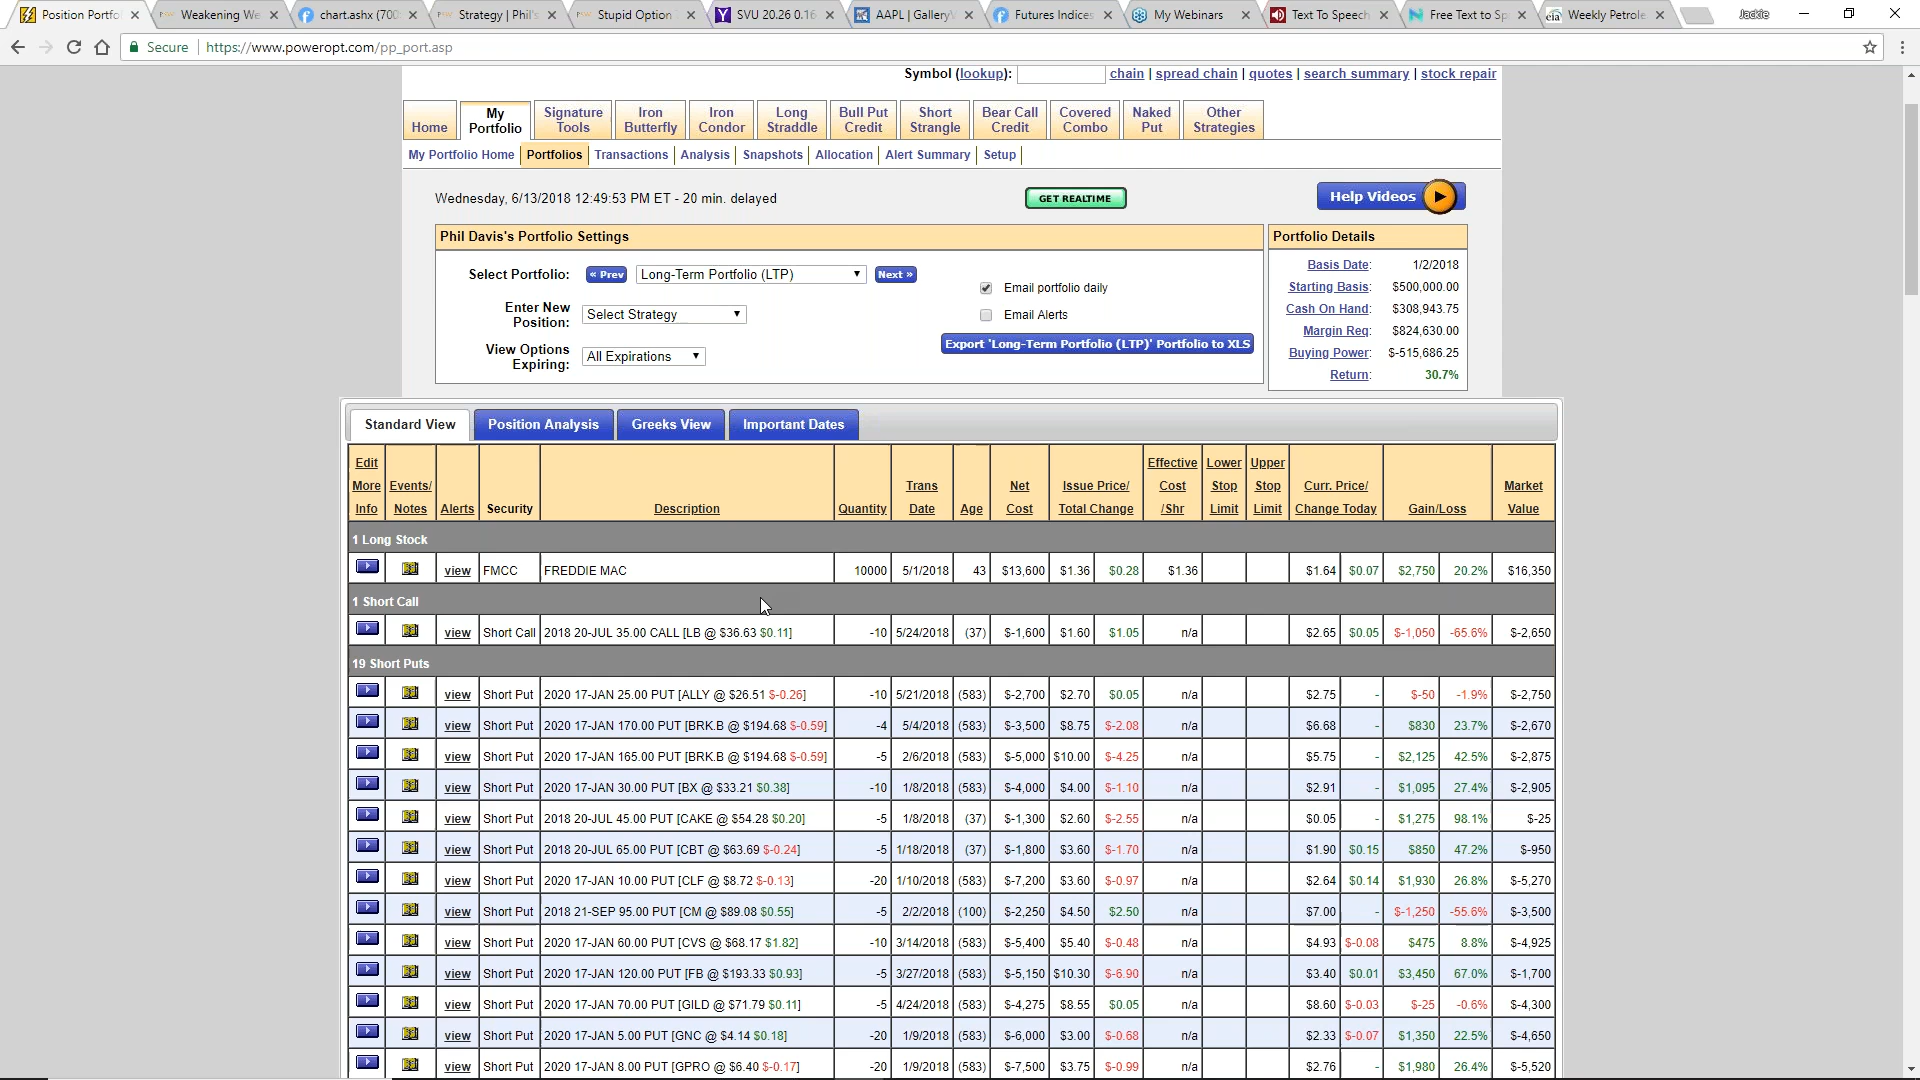 Position Portfo
Weakening We
chart.ashx (700
Strategy | Phil's
Stupid Option
SVU 20.26 0.16
AAPL | GalleryV
Futures Indices
My Webinars
Text To Speech
Free Text to Sp
Weekly Petrole
Jackie
Secure | https://www.poweropt.com/pp_port.asp
Symbol (lookup): chain | spread chain | quotes | search summary | stock repair
Home
My Portfolio
Signature Tools
Iron Butterfly
Iron Condor
Long Straddle
Bull Put Credit
Short Strangle
Bear Call Credit
Covered Combo
Naked Put
Other Strategies
My Portfolio Home | Portfolios | Transactions | Analysis | Snapshots | Allocation | Alert Summary | Setup |
Wednesday, 6/13/2018 12:49:53 PM ET - 20 min. delayed
GET REALTIME
Help Videos
Phil Davis's Portfolio Settings
Select Portfolio: « Prev Long-Term Portfolio (LTP) Next »
Enter New Position: Select Strategy
View Options Expiring: All Expirations
Email portfolio daily
Email Alerts
Export 'Long-Term Portfolio (LTP)' Portfolio to XLS
Portfolio Details
Basis Date: 1/2/2018
Starting Basis: $500,000.00
Cash On Hand: $308,943.75
Margin Req: $824,630.00
Buying Power: $-515,686.25
Return: 30.7%
Standard View
Position Analysis
Greeks View
Important Dates
Edit More Info
Events/ Notes
Alerts
Security
Description
Quantity
Trans Date
Age
Net Cost
Issue Price/ Total Change
Effective Cost /Shr
Lower Stop Limit
Upper Stop Limit
Curr. Price/ Change Today
Gain/Loss
Market Value
1 Long Stock
view FMCC FREDDIE MAC 10000 5/1/2018 43 $13,600 $1.36 $0.28 $1.36 $1.64 $0.07 $2,750 20.2% $16,350
1 Short Call
view Short Call 2018 20-JUL 35.00 CALL [LB @ $36.63 $0.11] -10 5/24/2018 (37) $-1,600 $1.60 $1.05 n/a $2.65 $0.05 $-1,050 -65.6% $-2,650
19 Short Puts
view Short Put 2020 17-JAN 25.00 PUT [ALLY @ $26.51 $-0.26] -10 5/21/2018 (583) $-2,700 $2.70 $0.05 n/a $2.75 - $-50 -1.9% $-2,750
view Short Put 2020 17-JAN 170.00 PUT [BRK.B @ $194.68 $-0.59] -4 5/4/2018 (583) $-3,500 $8.75 $-2.08 n/a $6.68 - $830 23.7% $-2,670
view Short Put 2020 17-JAN 165.00 PUT [BRK.B @ $194.68 $-0.59] -5 2/6/2018 (583) $-5,000 $10.00 $-4.25 n/a $5.75 - $2,125 42.5% $-2,875
view Short Put 2020 17-JAN 30.00 PUT [BX @ $33.21 $0.38] -10 1/8/2018 (583) $-4,000 $4.00 $-1.10 n/a $2.91 - $1,095 27.4% $-2,905
view Short Put 2018 20-JUL 45.00 PUT [CAKE @ $54.28 $0.20] -5 1/8/2018 (37) $-1,300 $2.60 $-2.55 n/a $0.05 - $1,275 98.1% $-25
view Short Put 2018 20-JUL 65.00 PUT [CBT @ $63.69 $-0.24] -5 1/18/2018 (37) $-1,800 $3.60 $-1.70 n/a $1.90 $0.15 $850 47.2% $-950
view Short Put 2020 17-JAN 10.00 PUT [CLF @ $8.72 $-0.13] -20 1/10/2018 (583) $-7,200 $3.60 $-0.97 n/a $2.64 $0.14 $1,930 26.8% $-5,270
view Short Put 2018 21-SEP 95.00 PUT [CM @ $89.08 $0.55] -5 2/2/2018 (100) $-2,250 $4.50 $2.50 n/a $7.00 - $-1,250 -55.6% $-3,500
view Short Put 2020 17-JAN 60.00 PUT [CVS @ $68.17 $1.82] -10 3/14/2018 (583) $-5,400 $5.40 $-0.48 n/a $4.93 $-0.08 $475 8.8% $-4,925
view Short Put 2020 17-JAN 120.00 PUT [FB @ $193.33 $0.93] -5 3/27/2018 (583) $-5,150 $10.30 $-6.90 n/a $3.40 $0.01 $3,450 67.0% $-1,700
view Short Put 2020 17-JAN 70.00 PUT [GILD @ $71.79 $0.11] -5 4/24/2018 (583) $-4,275 $8.55 $0.05 n/a $8.60 $-0.03 $-25 -0.6% $-4,300
view Short Put 2020 17-JAN 5.00 PUT [GNC @ $4.14 $0.18] -20 1/9/2018 (583) $-6,000 $3.00 $-0.68 n/a $2.33 $-0.07 $1,350 22.5% $-4,650
view Short Put 2020 17-JAN 8.00 PUT [GPRO @ $6.40 $-0.17] -20 1/9/2018 (583) $-7,500 $3.75 $-0.99 n/a $2.76 - $1,980 26.4% $-5,520